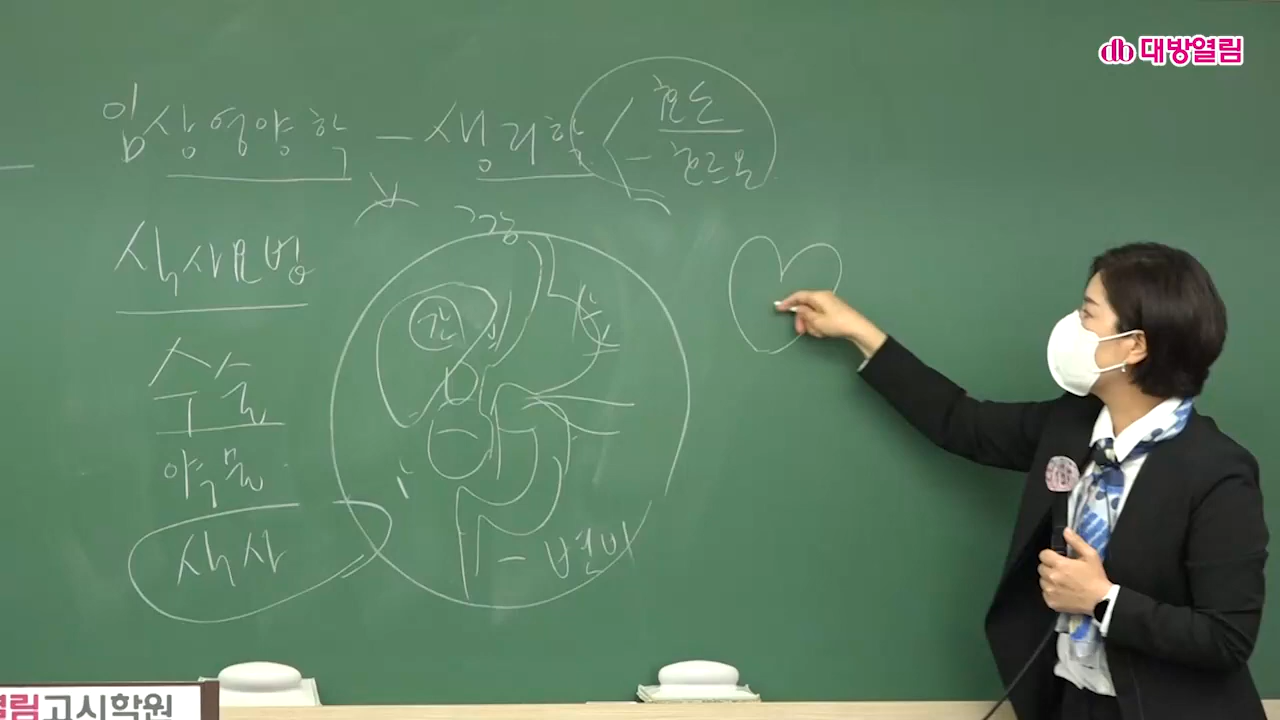 대방열림
임상영양학 - 생리학 < 효소
- 호르몬
식사요법
수술
약물
식사
간
위
- 변비
열림고시학원